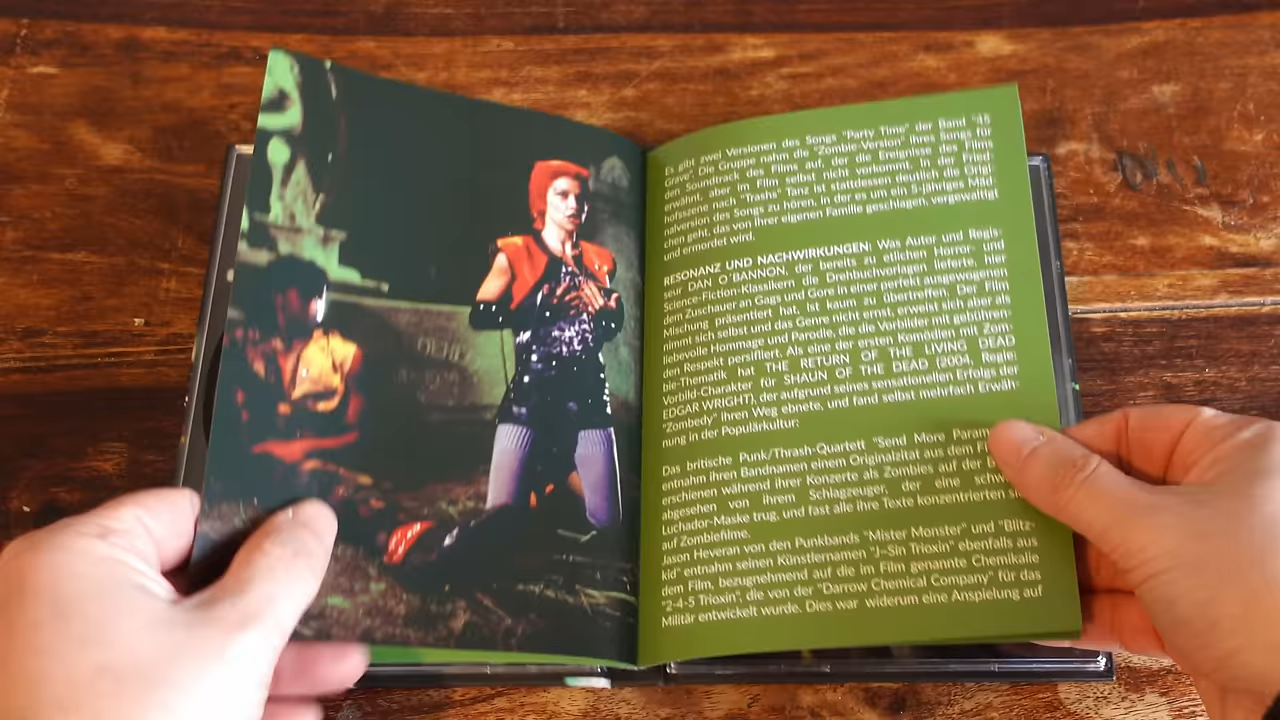 Es gibt zwei Versionen des Songs "Party Time" der Band "45
Grave". Die Gruppe nahm die "Zombie-Version" ihres Songs für
den Soundtrack des Films auf, der die Ereignisse des Films
erwähnt, aber im Film selbst nicht vorkommt. In der Fried-
hofsszene nach "Trashs" Tanz ist stattdessen deutlich die Origi-
nalversion des Songs zu hören, in der es um ein 5-jähriges Mäd-
chen geht, das von ihrer eigenen Familie geschlagen, vergewaltigt
und ermordet wird.
RESONANZ UND NACHWIRKUNGEN: Was Autor und Regis-
seur DAN O´BANNON, der bereits zu etlichen Horror- und
Science-Fiction-Klassikern die Drehbuchvorlagen lieferte, hier
dem Zuschauer an Gags und Gore in einer perfekt ausgewogenen
Mischung präsentiert hat, ist kaum zu übertreffen. Der Film
nimmt sich selbst und das Genre nicht ernst, erweist sich aber als
liebevolle Hommage und Parodie, die die Vorbilder mit gebühren-
den Respekt persifliert. Als eine der ersten Komödien mit Zom-
bie-Thematik hat THE RETURN OF THE LIVING DEAD
Vorbild-Charakter für SHAUN OF THE DEAD (2004, Regie:
EDGAR WRIGHT), der aufgrund seines sensationellen Erfolgs der
"Zombedy" ihren Weg ebnete, und fand selbst mehrfach Erwäh-
nung in der Populärkultur:
Das britische Punk/Thrash-Quartett "Send More Param
entnahm ihren Bandnamen einem Originalzitat aus dem
erschienen während ihrer Konzerte als Zombies auf der
abgesehen von ihrem Schlagzeuger, der eine
Luchador-Maske trug, und fast alle ihre Texte konzentrierten
auf Zombiefilme.
Jason Heveran von den Punkbands "Mister Monster" und "Blitz-
kid" entnahm seinen Künstlernamen "J-Sin Trioxin" ebenfalls aus
dem Film, bezugnehmend auf die im Film genannte Chemikalie
"2-4-5 Trioxin", die von der "Darrow Chemical Company" für das
Militär entwickelt wurde. Dies war widerum eine Anspielung auf